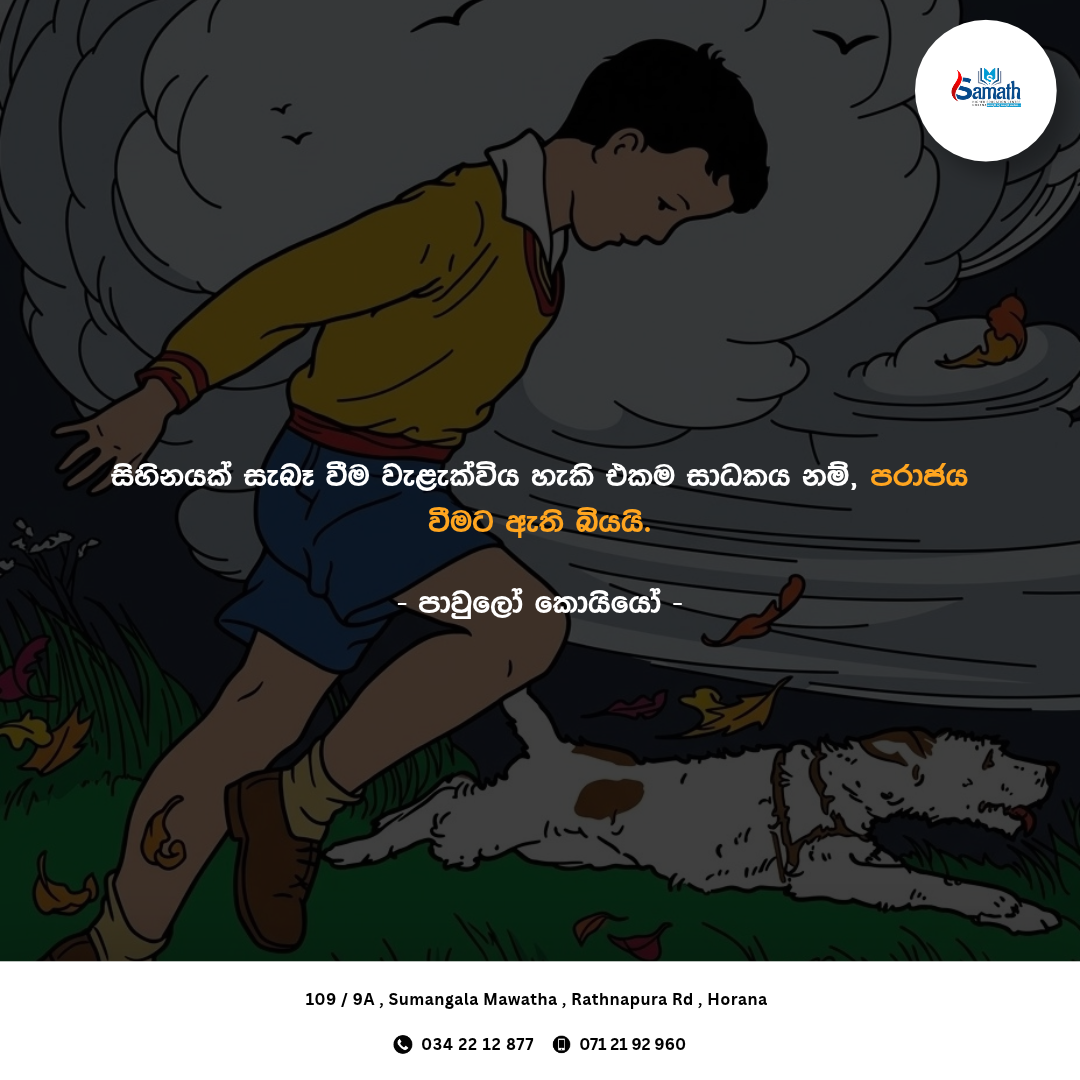 Samath
සිහිනයක් සැබෑ වීම වැළැක්විය හැකි එකම සාධකය නම්, පරාජය
වීමට ඇති බියයි.
- පාවුලෝ කොයියෝ -
109 / 9A , Sumangala Mawatha , Rathnapura Rd , Horana
034 22 12 877 071 21 92 960